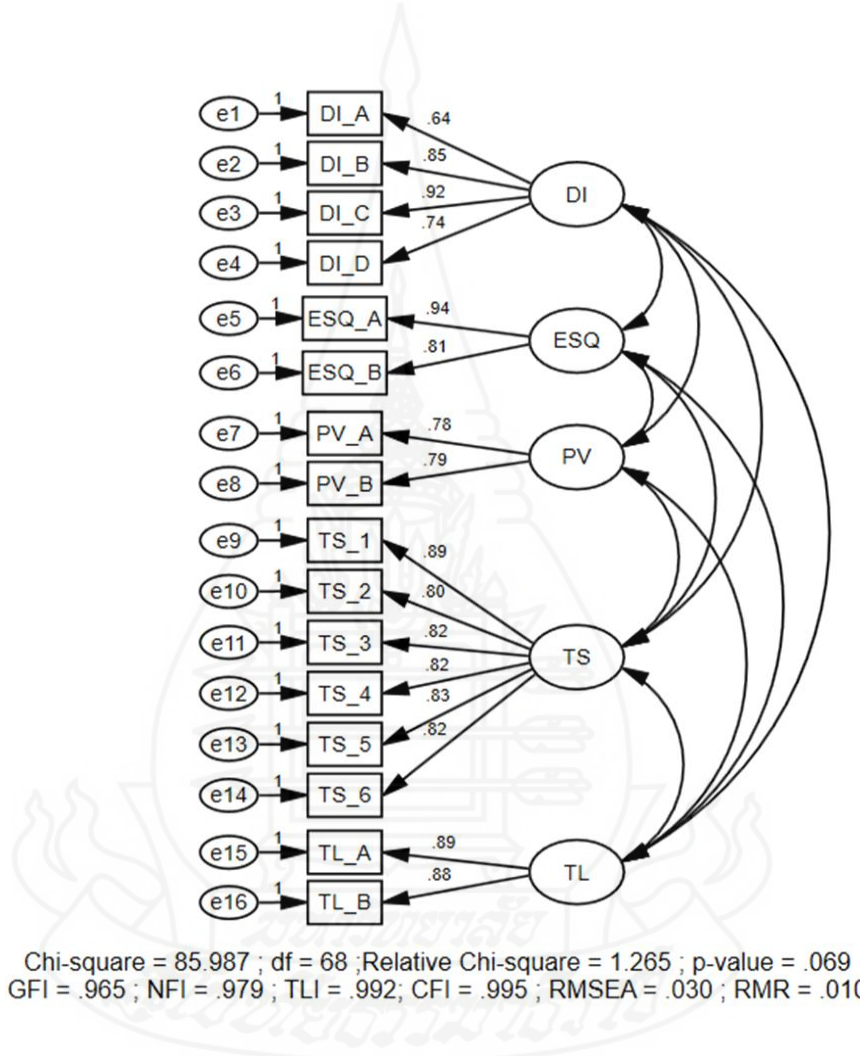 e1 1 DI_A .64
e2 1 DI_B .85
DI
e3 1 DI_C .92
e4 1 DI_D .74
e5 1 ESQ_A .94
ESQ
e6 1 ESQ_B .81
e7 1 PV_A .78
PV
e8 1 PV_B .79
e9 1 TS_1 .89
e10 1 TS_2 .80
e11 1 TS_3 .82
TS
e12 1 TS_4 .82
e13 1 TS_5 .83
e14 1 TS_6 .82
e15 1 TL_A .89
TL
e16 1 TL_B .88
Chi-square = 85.987 ; df = 68 ;Relative Chi-square = 1.265 ; p-value = .069
GFI = .965 ; NFI = .979 ; TLI = .992; CFI = .995 ; RMSEA = .030 ; RMR = .010